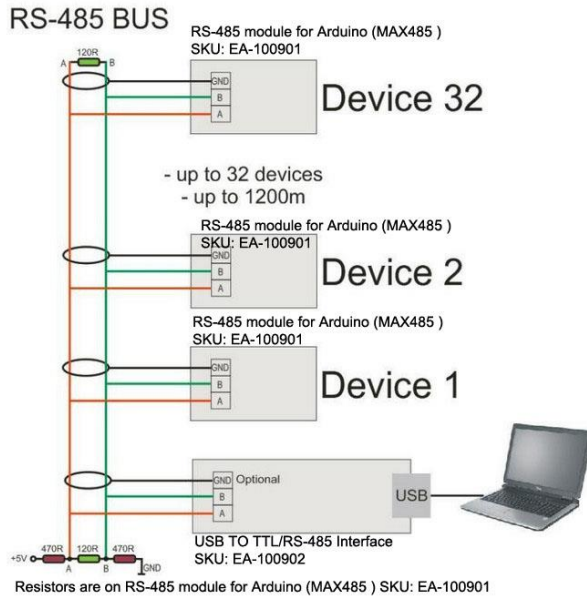 RS-485 BUS
RS-485 module for Arduino (MAX485 )
SKU: EA-100901
120R
A B
GND
B
A
Device 32
- up to 32 devices
- up to 1200m
RS-485 module for Arduino (MAX485 )
SKU: EA-100901
GND
B
A
Device 2
RS-485 module for Arduino (MAX485 )
SKU: EA-100901
GND
B
A
Device 1
GND Optional
B
A
USB
USB TO TTL/RS-485 Interface
SKU: EA-100902
+5V 470R 120R 470R
A B GND
Resistors are on RS-485 module for Arduino (MAX485 ) SKU: EA-100901